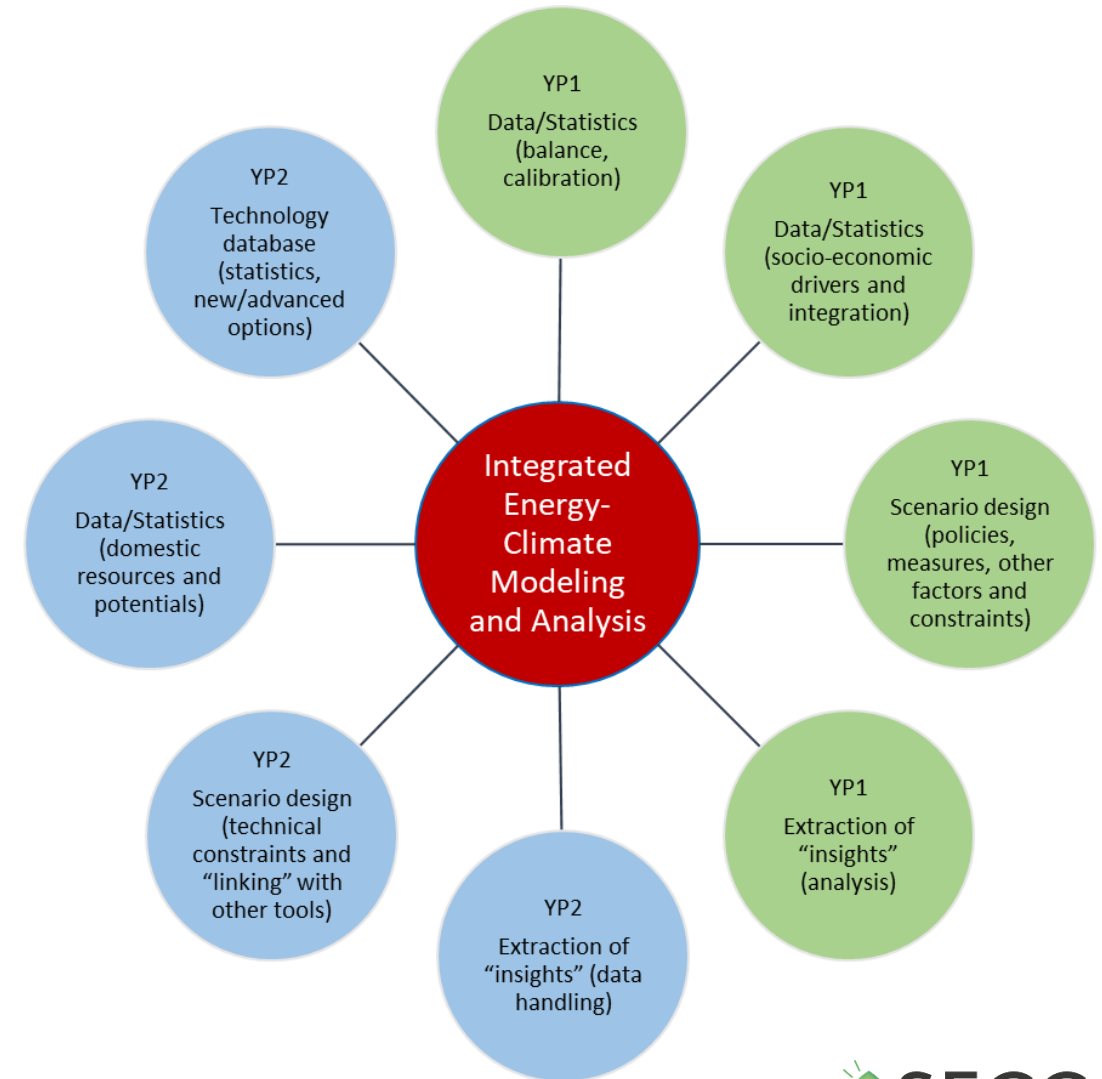 YP1
Data/Statistics
(balance,
calibration)
YP2
Technology
database
(statistics,
new/advanced
options)
YP1
Data/Statistics
(socio-economic
drivers and
integration)
YP2
Data/Statistics
(domestic
resources and
potentials)
Integrated
Energy-
Climate
Modeling
and Analysis
YP1
Scenario design
(policies,
measures, other
factors and
constraints)
YP2
Scenario design
(technical
constraints and
“linking” with
other tools)
YP1
Extraction of
“insights”
(analysis)
YP2
Extraction of
“insights” (data
handling)